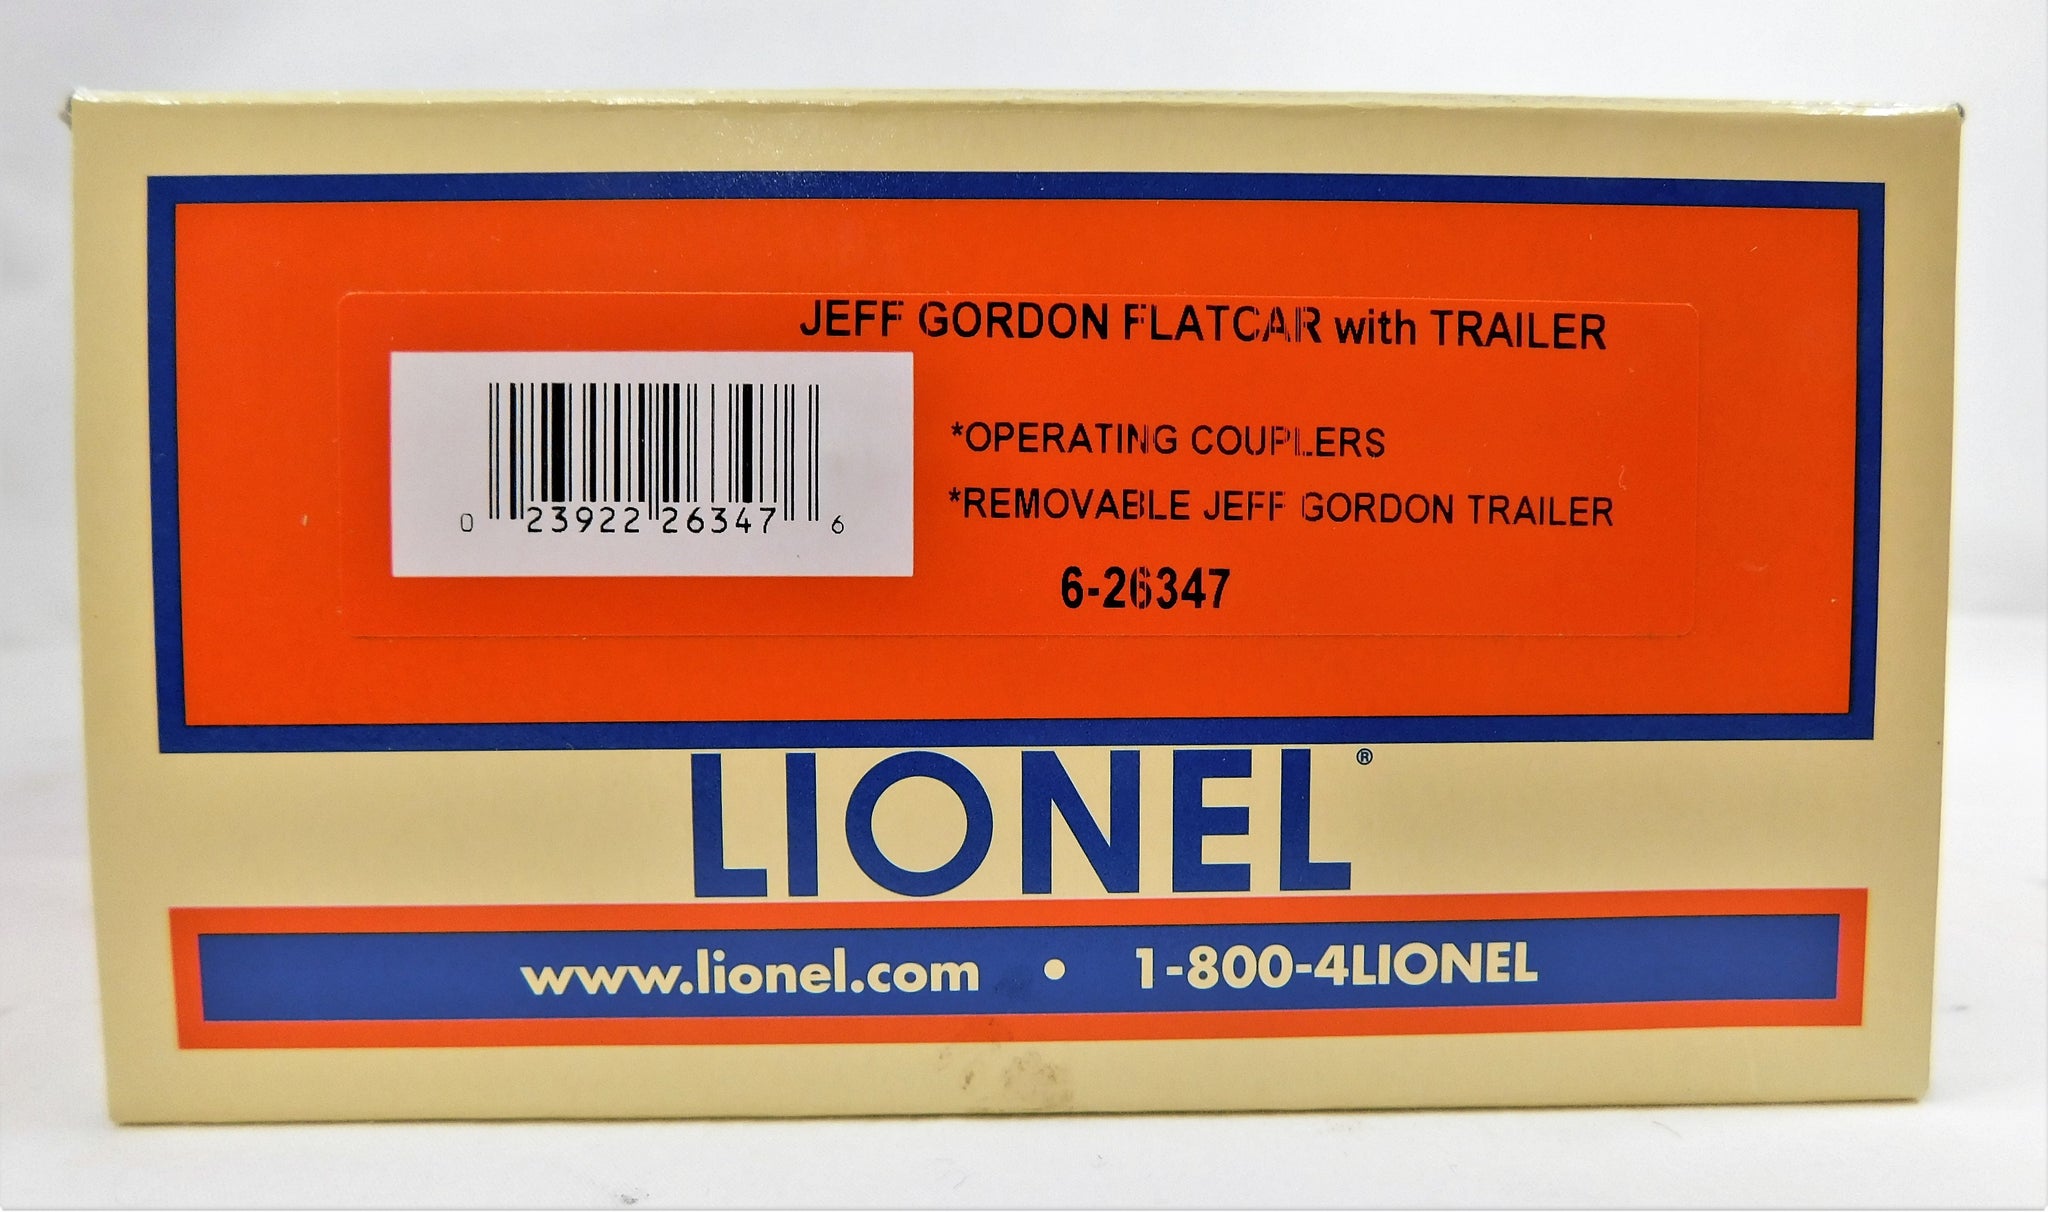 JEFF GORDON FLATCAR with TRAILER
*OPERATING COUPLERS
*REMOVABLE JEFF GORDON TRAILER
0 23922 26347 6
6-26347
LIONEL®
www.lionel.com • 1-800-4LIONEL